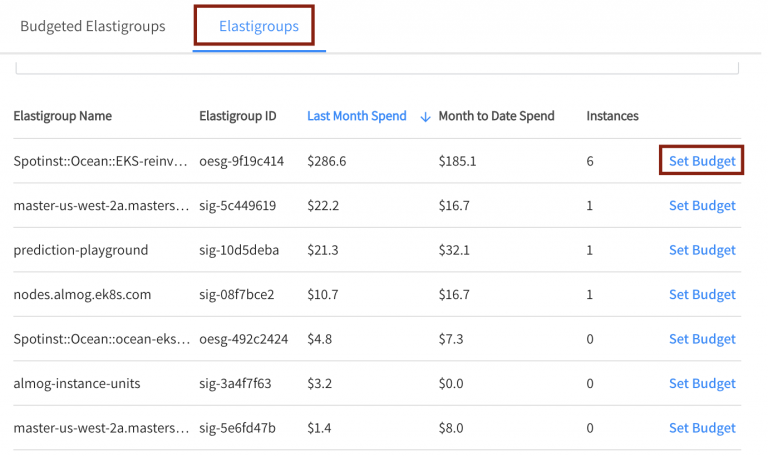 Budgeted Elastigroups Elastigroups
Elastigroup Name Elastigroup ID Last Month Spend ↓ Month to Date Spend Instances
Spotinst::Ocean::EKS-reinv... oesg-9f19c414 $286.6 $185.1 6 Set Budget
master-us-west-2a.masters... sig-5c449619 $22.2 $16.7 1 Set Budget
prediction-playground sig-10d5deba $21.3 $32.1 1 Set Budget
nodes.almog.ek8s.com sig-08f7bce2 $10.7 $16.7 1 Set Budget
Spotinst::Ocean::ocean-eks... oesg-492c2424 $4.8 $7.3 0 Set Budget
almog-instance-units sig-3a4f7f63 $3.2 $0.0 0 Set Budget
master-us-west-2a.masters... sig-5e6fd47b $1.4 $8.0 0 Set Budget